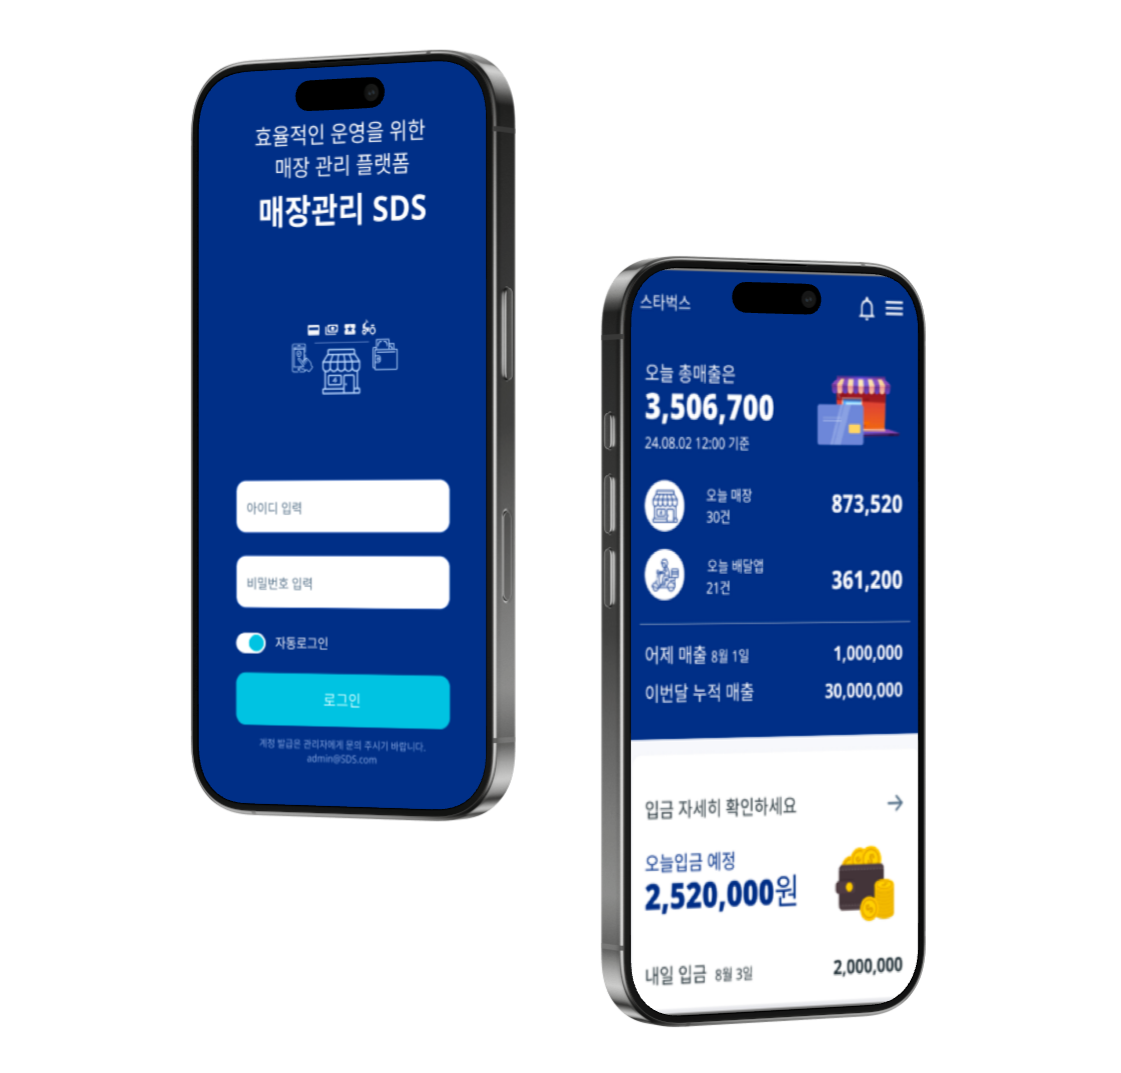 효율적인 운영을 위한
매장 관리 플랫폼
매장관리 SDS
아이디 입력
비밀번호 입력
자동로그인
로그인
계정 발급은 관리자에게 문의 주시기 바랍니다.
admin@SDS.com
스타벅스
오늘 총매출은
3,506,700
24.08.02 12:00 기준
오늘 매장
30건
873,520
오늘 배달앱
21건
361,200
어제 매출 8월 1일 1,000,000
이번달 누적 매출 30,000,000
입금 자세히 확인하세요
오늘입금 예정
2,520,000원
내일 입금 8월 3일 2,000,000